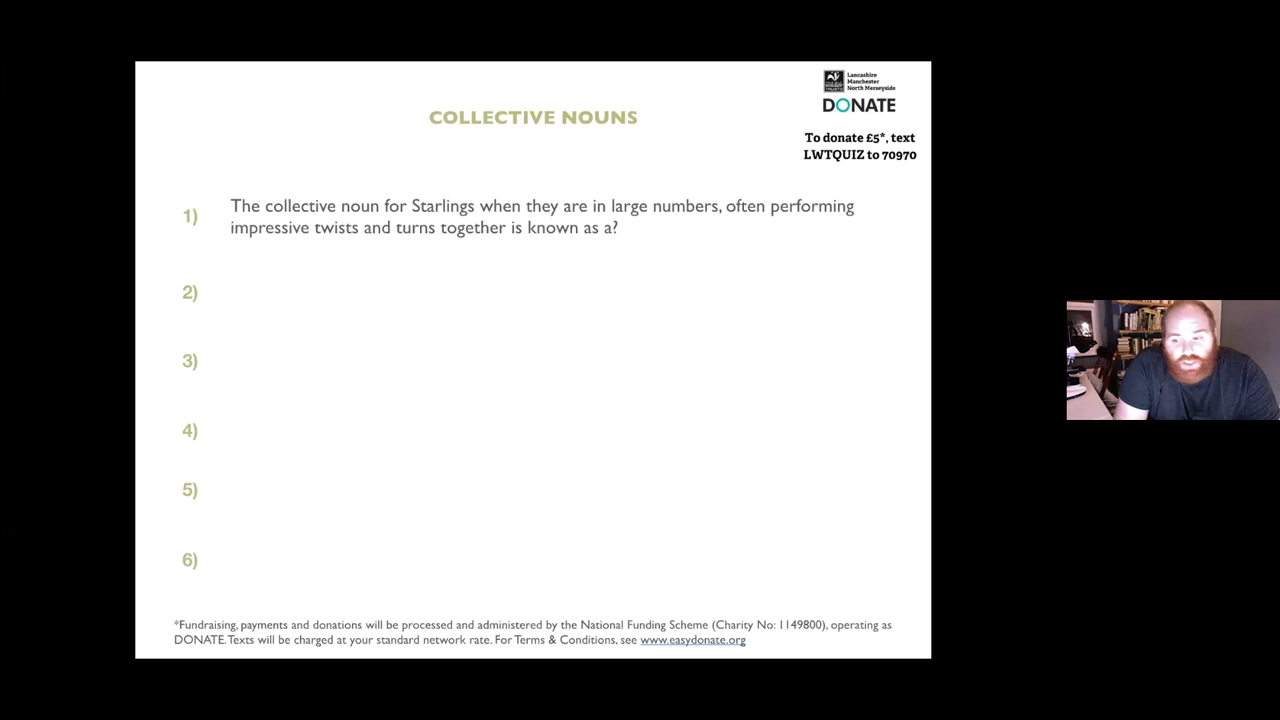 Lancashire
Manchester
North Merseyside
DONATE
COLLECTIVE NOUNS
To donate £5*, text
LWTQUIZ to 70970
1)
The collective noun for Starlings when they are in large numbers, often performing
impressive twists and turns together is known as a?
2)
3)
4)
5)
6)
*Fundraising, payments and donations will be processed and administered by the National Funding Scheme (Charity No: 1149800), operating as
DONATE. Texts will be charged at your standard network rate. For Terms & Conditions, see www.easydonate.org